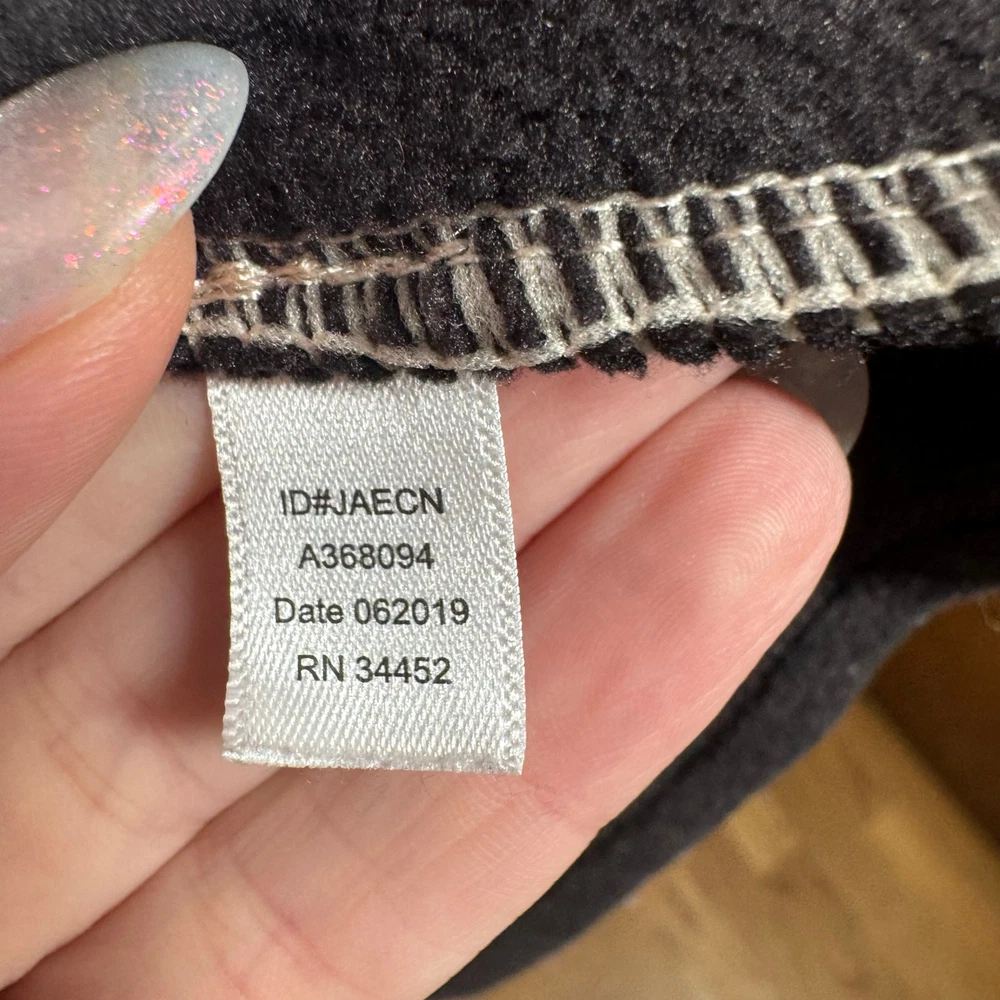 ID#JAECN
A368094
Date 062019
RN 34452